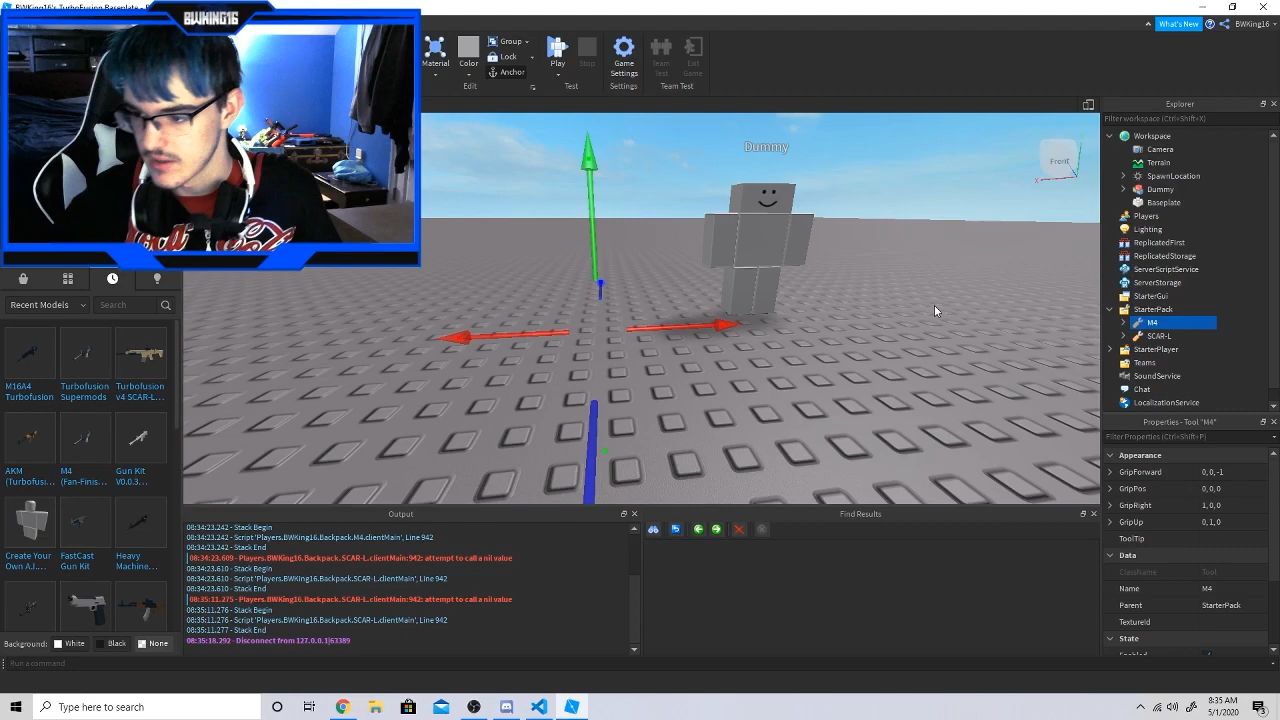 BWKing16's TurboFusion Baseplate -
BWKING16
What's New
BWKing16
Material
Color
Group
Lock
Anchor
Edit
Play
Stop
Test
Game
Settings
Settings
Team
Test
Exit
Game
Team Test
Dummy
Front
Explorer
Filter workspace (Ctrl+Shift+X)
Workspace
Camera
Terrain
SpawnLocation
Dummy
Baseplate
Players
Lighting
ReplicatedFirst
ReplicatedStorage
ServerScriptService
ServerStorage
StarterGui
StarterPack
M4
SCAR-L
StarterPlayer
Teams
SoundService
Chat
LocalizationService
Properties - Tool "M4"
Filter Properties (Ctrl+Shift+P)
Appearance
GripForward 0, 0, -1
GripPos 0, 0, 0
GripRight 1, 0, 0
GripUp 0, 1, 0
ToolTip
Data
ClassName Tool
Name M4
Parent StarterPack
TextureId
State
Enabled
Recent Models
Search
M16A4
Turbofusion
Turbofusion
Supermods
Turbofusion
v4 SCAR-L...
AKM
(Turbofusi...
M4
(Fan-Finis...
Gun Kit
V0.0.3...
Create Your
Own A.I....
FastCast
Gun Kit
Heavy
Machine...
Background: White Black None
Output
08:34:23.242 - Stack Begin
08:34:23.242 - Script 'Players.BWKing16.Backpack.M4.clientMain', Line 942
08:34:23.242 - Stack End
08:34:23.609 - Players.BWKing16.Backpack.SCAR-L.clientMain:942: attempt to call a nil value
08:34:23.610 - Stack Begin
08:34:23.610 - Script 'Players.BWKing16.Backpack.SCAR-L.clientMain', Line 942
08:34:23.610 - Stack End
08:35:11.275 - Players.BWKing16.Backpack.SCAR-L.clientMain:942: attempt to call a nil value
08:35:11.276 - Stack Begin
08:35:11.276 - Script 'Players.BWKing16.Backpack.SCAR-L.clientMain', Line 942
08:35:11.277 - Stack End
08:35:18.292 - Disconnect from 127.0.0.1|63389
Find Results
Run a command
Type here to search
8:35 AM
5/1/2020
3